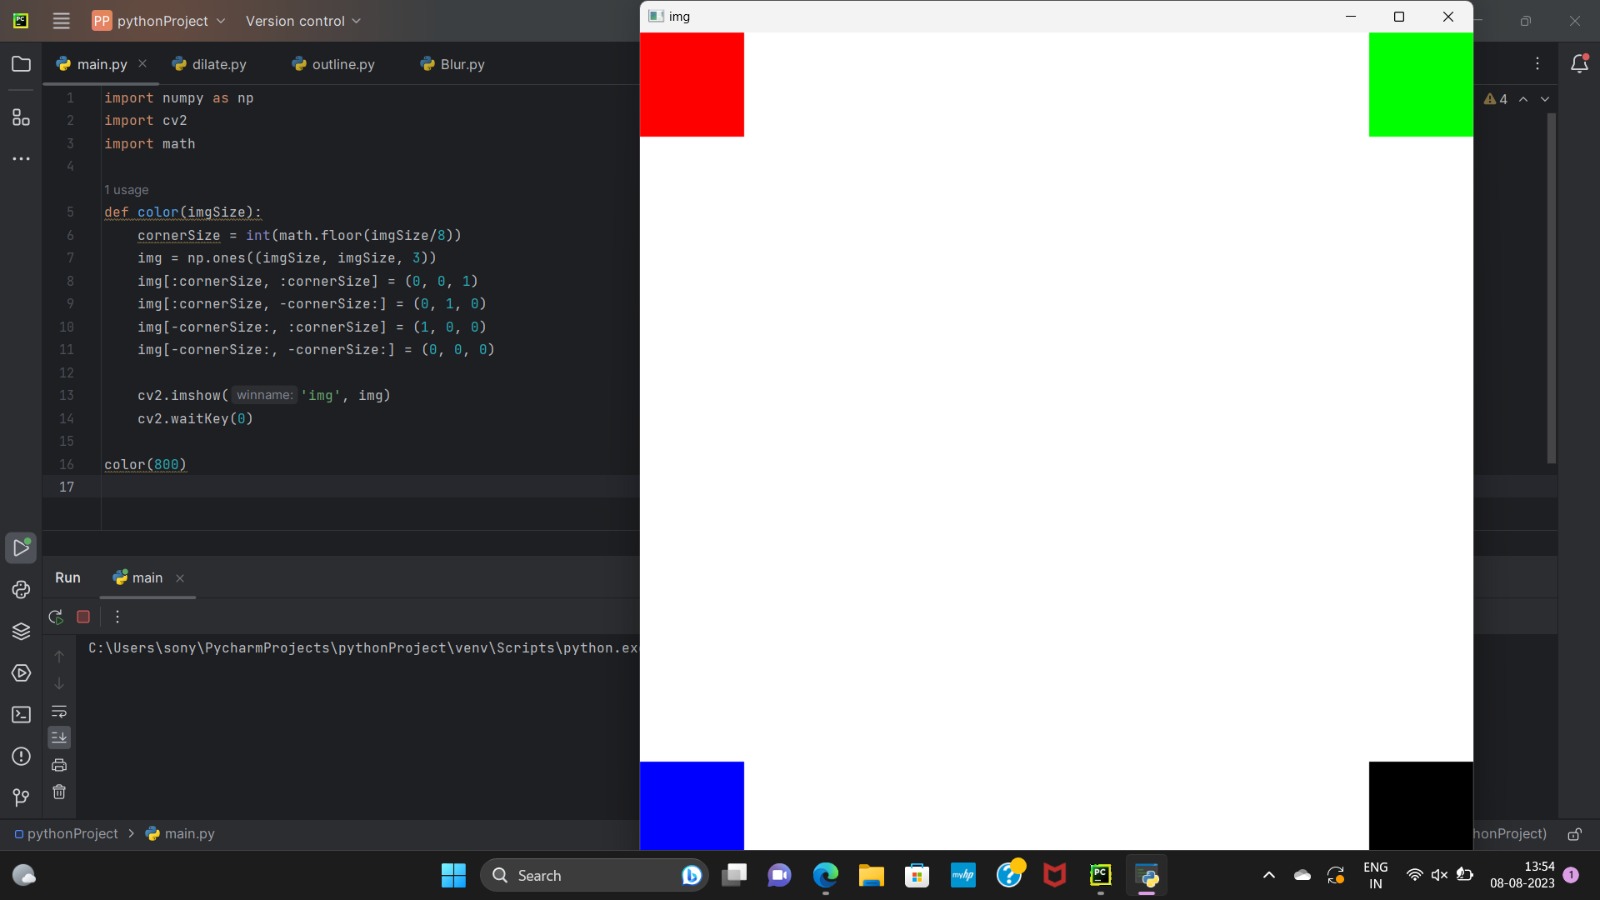 PC
PP pythonProject Version control
img
main.py dilate.py outline.py Blur.py
1 import numpy as np
2 import cv2
3 import math
4
1 usage
5 def color(imgSize):
6 cornerSize = int(math.floor(imgSize/8))
7 img = np.ones((imgSize, imgSize, 3))
8 img[:cornerSize, :cornerSize] = (0, 0, 1)
9 img[:cornerSize, -cornerSize:] = (0, 1, 0)
10 img[-cornerSize:, :cornerSize] = (1, 0, 0)
11 img[-cornerSize:, -cornerSize:] = (0, 0, 0)
12
13 cv2.imshow( winname: 'img', img)
14 cv2.waitKey(0)
15
16 color(800)
17
4
Run main
C:\Users\sony\PycharmProjects\pythonProject\venv\Scripts\python.ex
pythonProject > main.py
honProject)
Search
myhp
PC
ENG
IN
13:54
08-08-2023
1